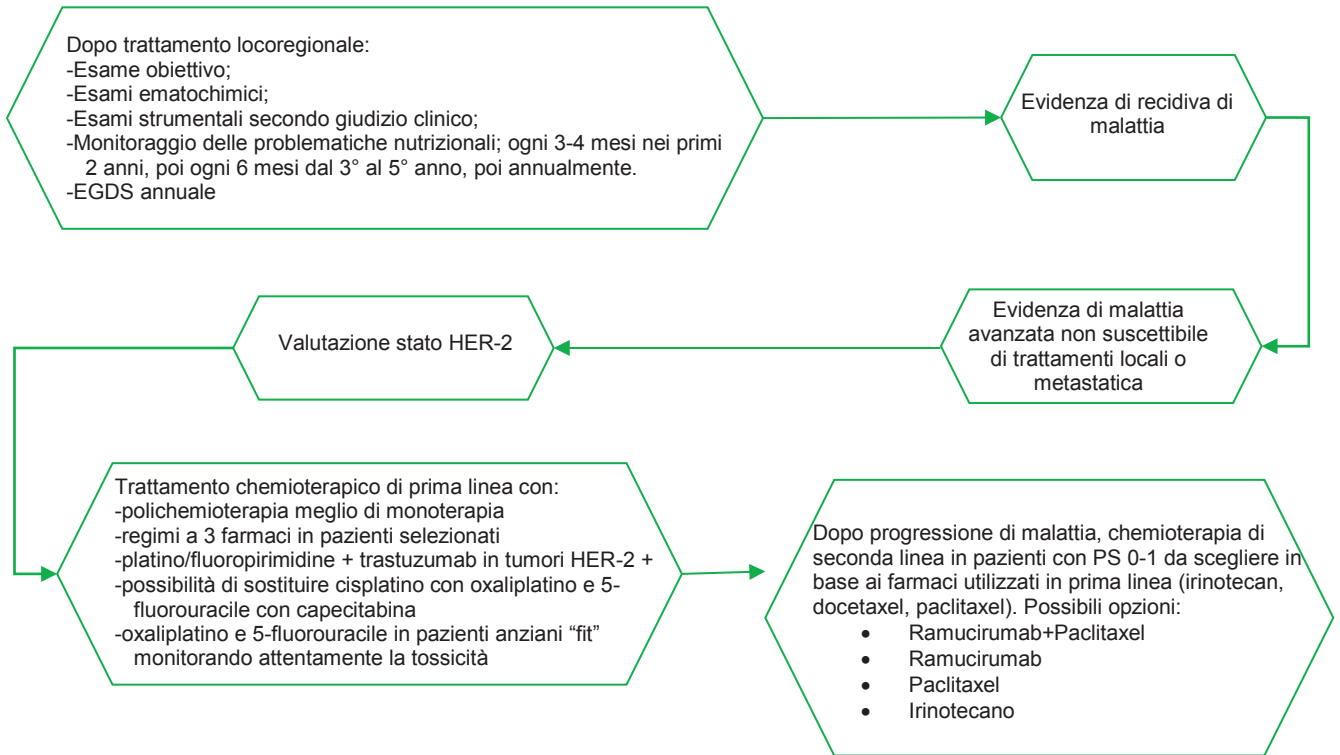 Dopo trattamento locoregionale:
-Esame obiettivo;
-Esami ematochimici;
-Esami strumentali secondo giudizio clinico;
-Monitoraggio delle problematiche nutrizionali; ogni 3-4 mesi nei primi
2 anni, poi ogni 6 mesi dal 3° al 5° anno, poi annualmente.
-EGDS annuale
Evidenza di recidiva di
malattia
Evidenza di malattia
avanzata non suscettibile
di trattamenti locali o
metastatica
Valutazione stato HER-2
Trattamento chemioterapico di prima linea con:
-polichemioterapia meglio di monoterapia
-regimi a 3 farmaci in pazienti selezionati
-platino/fluoropirimidine + trastuzumab in tumori HER-2 +
-possibilità di sostituire cisplatino con oxaliplatino e 5-
fluorouracile con capecitabina
-oxaliplatino e 5-fluorouracile in pazienti anziani “fit”
monitorando attentamente la tossicità
Dopo progressione di malattia, chemioterapia di
seconda linea in pazienti con PS 0-1 da scegliere in
base ai farmaci utilizzati in prima linea (irinotecan,
docetaxel, paclitaxel). Possibili opzioni:
• Ramucirumab+Paclitaxel
• Ramucirumab
• Paclitaxel
• Irinotecano